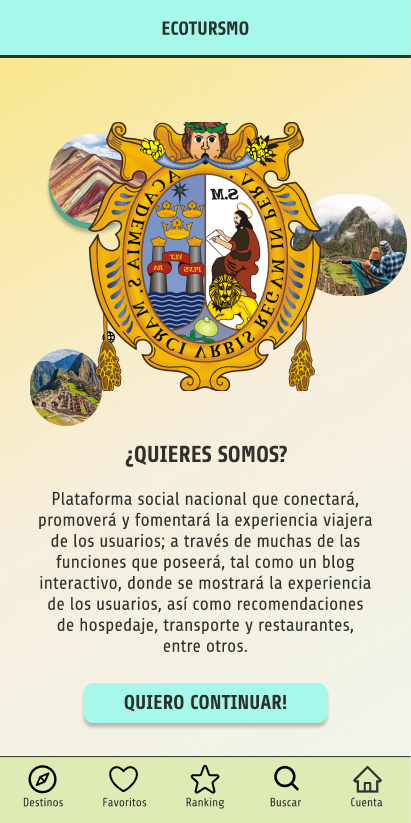 ECOTURSMO
ACADEMIA S MARCI VRBIS REGVM IN PERV.
S.M.
PLVS
VLT
RA
¿QUIERES SOMOS?
Plataforma social nacional que conectará,
promoverá y fomentará la experiencia viajera
de los usuarios; a través de muchas de las
funciones que poseerá, tal como un blog
interactivo, donde se mostrará la experiencia
de los usuarios, así como recomendaciones
de hospedaje, transporte y restaurantes,
entre otros.
QUIERO CONTINUAR!
Destinos
Favoritos
Ranking
Buscar
Cuenta